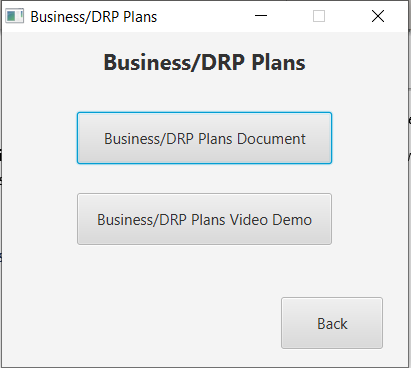 Business/DRP Plans
Business/DRP Plans
Business/DRP Plans Document
Business/DRP Plans Video Demo
Back